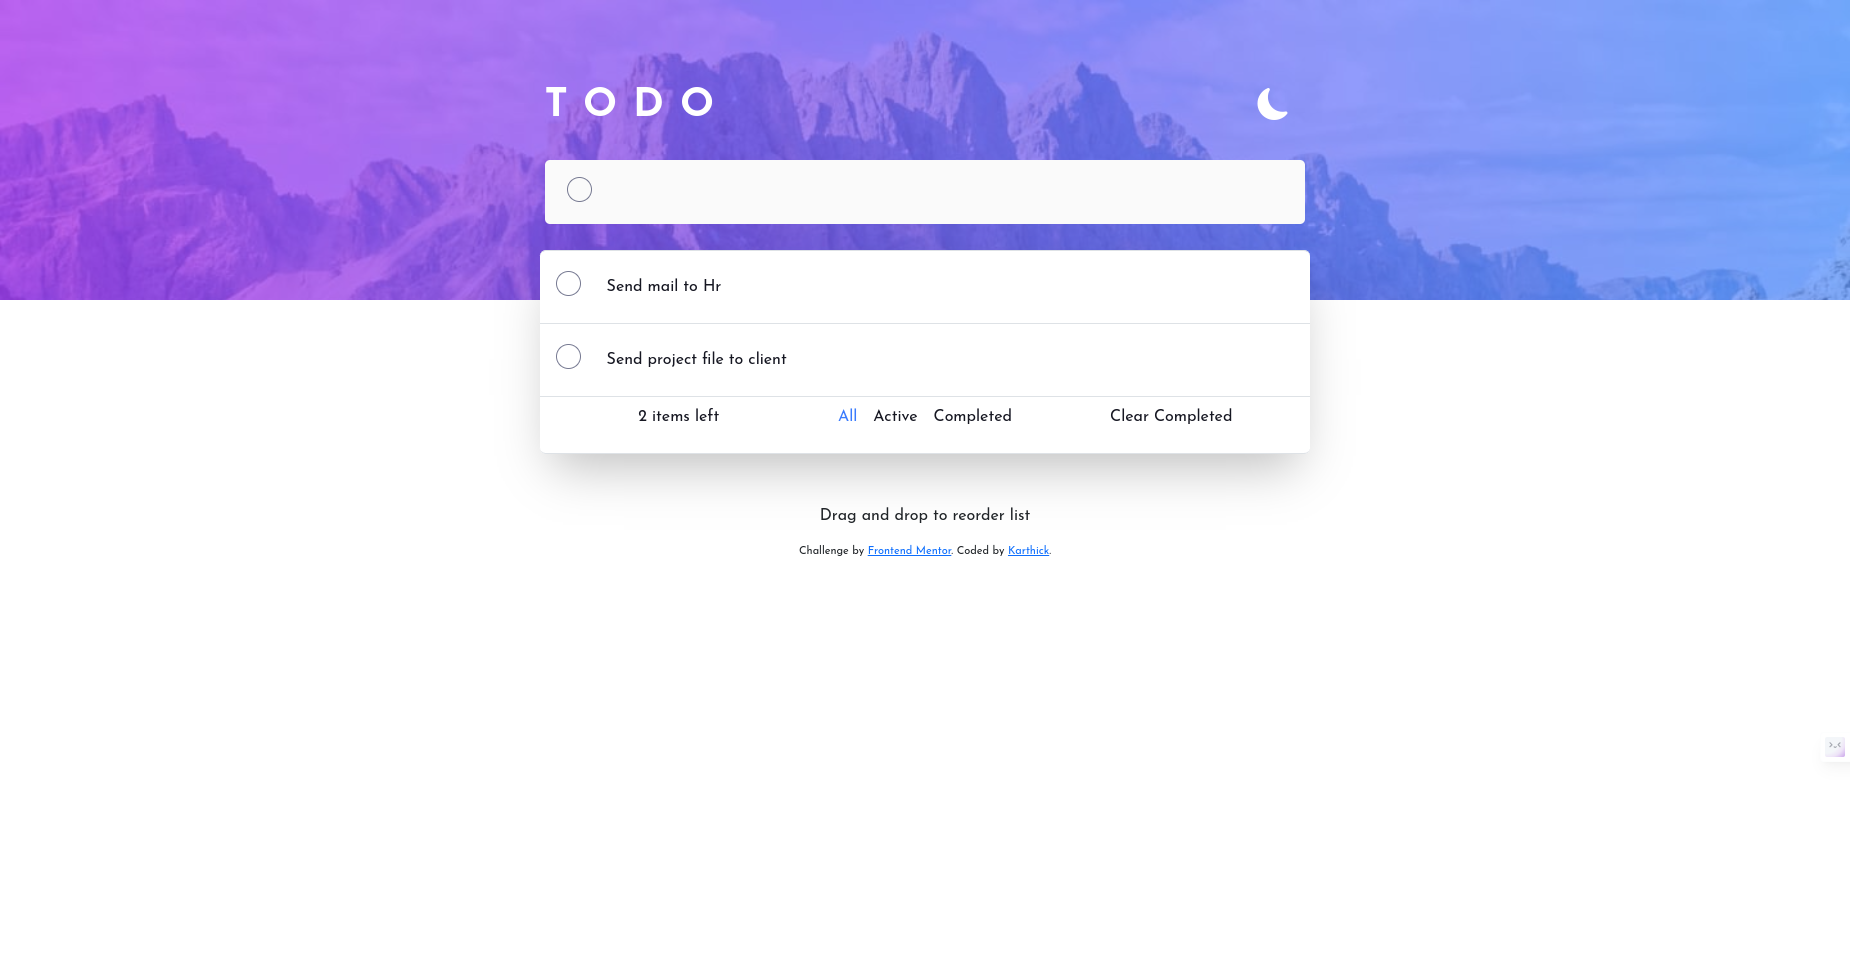 TODO
Send mail to Hr
Send project file to client
2 items left All Active Completed Clear Completed
Drag and drop to reorder list
Challenge by Frontend Mentor. Coded by Karthick.